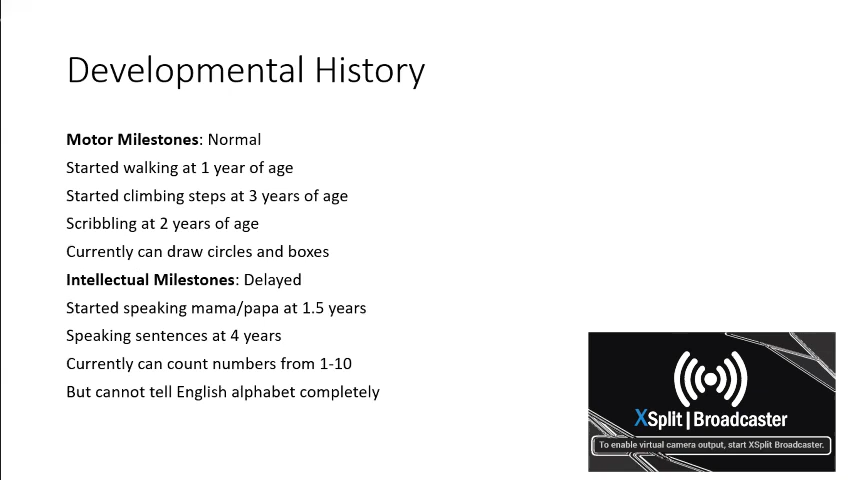 Developmental History
Motor Milestones: Normal
Started walking at 1 year of age
Started climbing steps at 3 years of age
Scribbling at 2 years of age
Currently can draw circles and boxes
Intellectual Milestones: Delayed
Started speaking mama/papa at 1.5 years
Speaking sentences at 4 years
Currently can count numbers from 1-10
But cannot tell English alphabet completely
XSplit | Broadcaster
To enable virtual camera output, start XSplit Broadcaster.